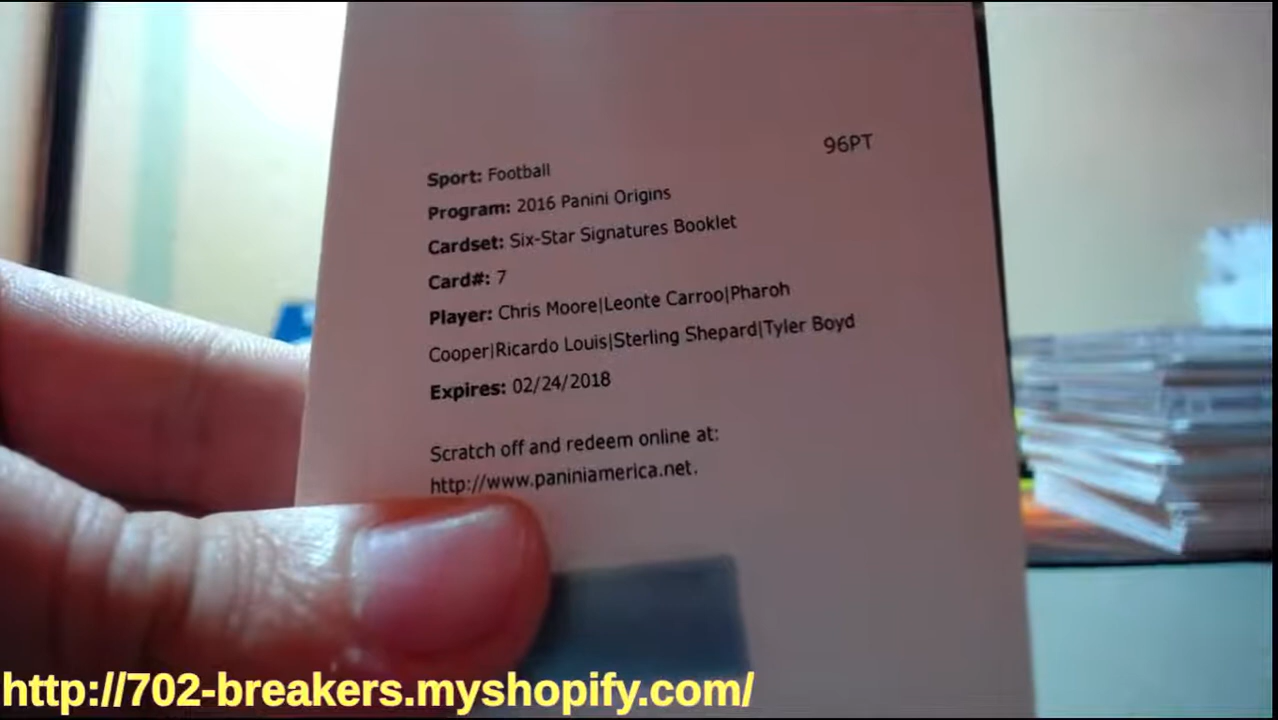 96PT
Sport: Football
Program: 2016 Panini Origins
Cardset: Six-Star Signatures Booklet
Card#: 7
Player: Chris Moore|Leonte Carroo|Pharoh
Cooper|Ricardo Louis|Sterling Shepard|Tyler Boyd
Expires: 02/24/2018
Scratch off and redeem online at:
http://www.paniniamerica.net.
http://702-breakers.myshopify.com/